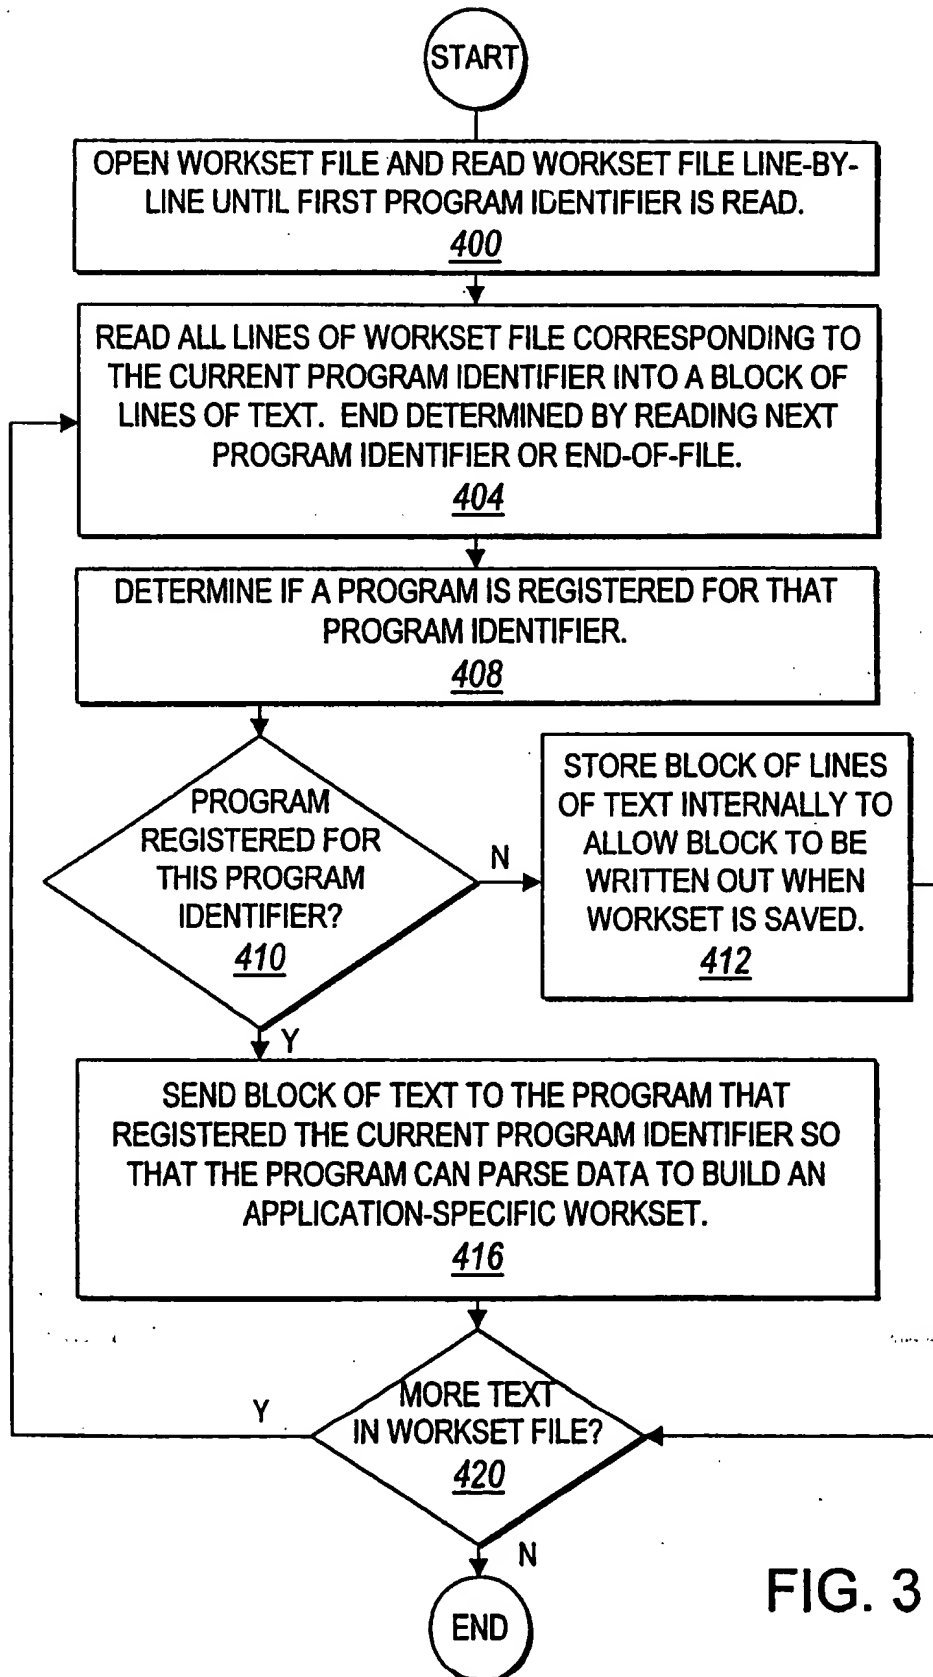 START
OPEN WORKSET FILE AND READ WORKSET FILE LINE-BY-
LINE UNTIL FIRST PROGRAM IDENTIFIER IS READ.
400
READ ALL LINES OF WORKSET FILE CORRESPONDING TO
THE CURRENT PROGRAM IDENTIFIER INTO A BLOCK OF
LINES OF TEXT. END DETERMINED BY READING NEXT
PROGRAM IDENTIFIER OR END-OF-FILE.
404
DETERMINE IF A PROGRAM IS REGISTERED FOR THAT
PROGRAM IDENTIFIER.
408
PROGRAM
REGISTERED FOR
THIS PROGRAM
IDENTIFIER?
410
N
STORE BLOCK OF LINES
OF TEXT INTERNALLY TO
ALLOW BLOCK TO BE
WRITTEN OUT WHEN
WORKSET IS SAVED.
412
Y
SEND BLOCK OF TEXT TO THE PROGRAM THAT
REGISTERED THE CURRENT PROGRAM IDENTIFIER SO
THAT THE PROGRAM CAN PARSE DATA TO BUILD AN
APPLICATION-SPECIFIC WORKSET.
416
Y
MORE TEXT
IN WORKSET FILE?
420
N
END
FIG. 3